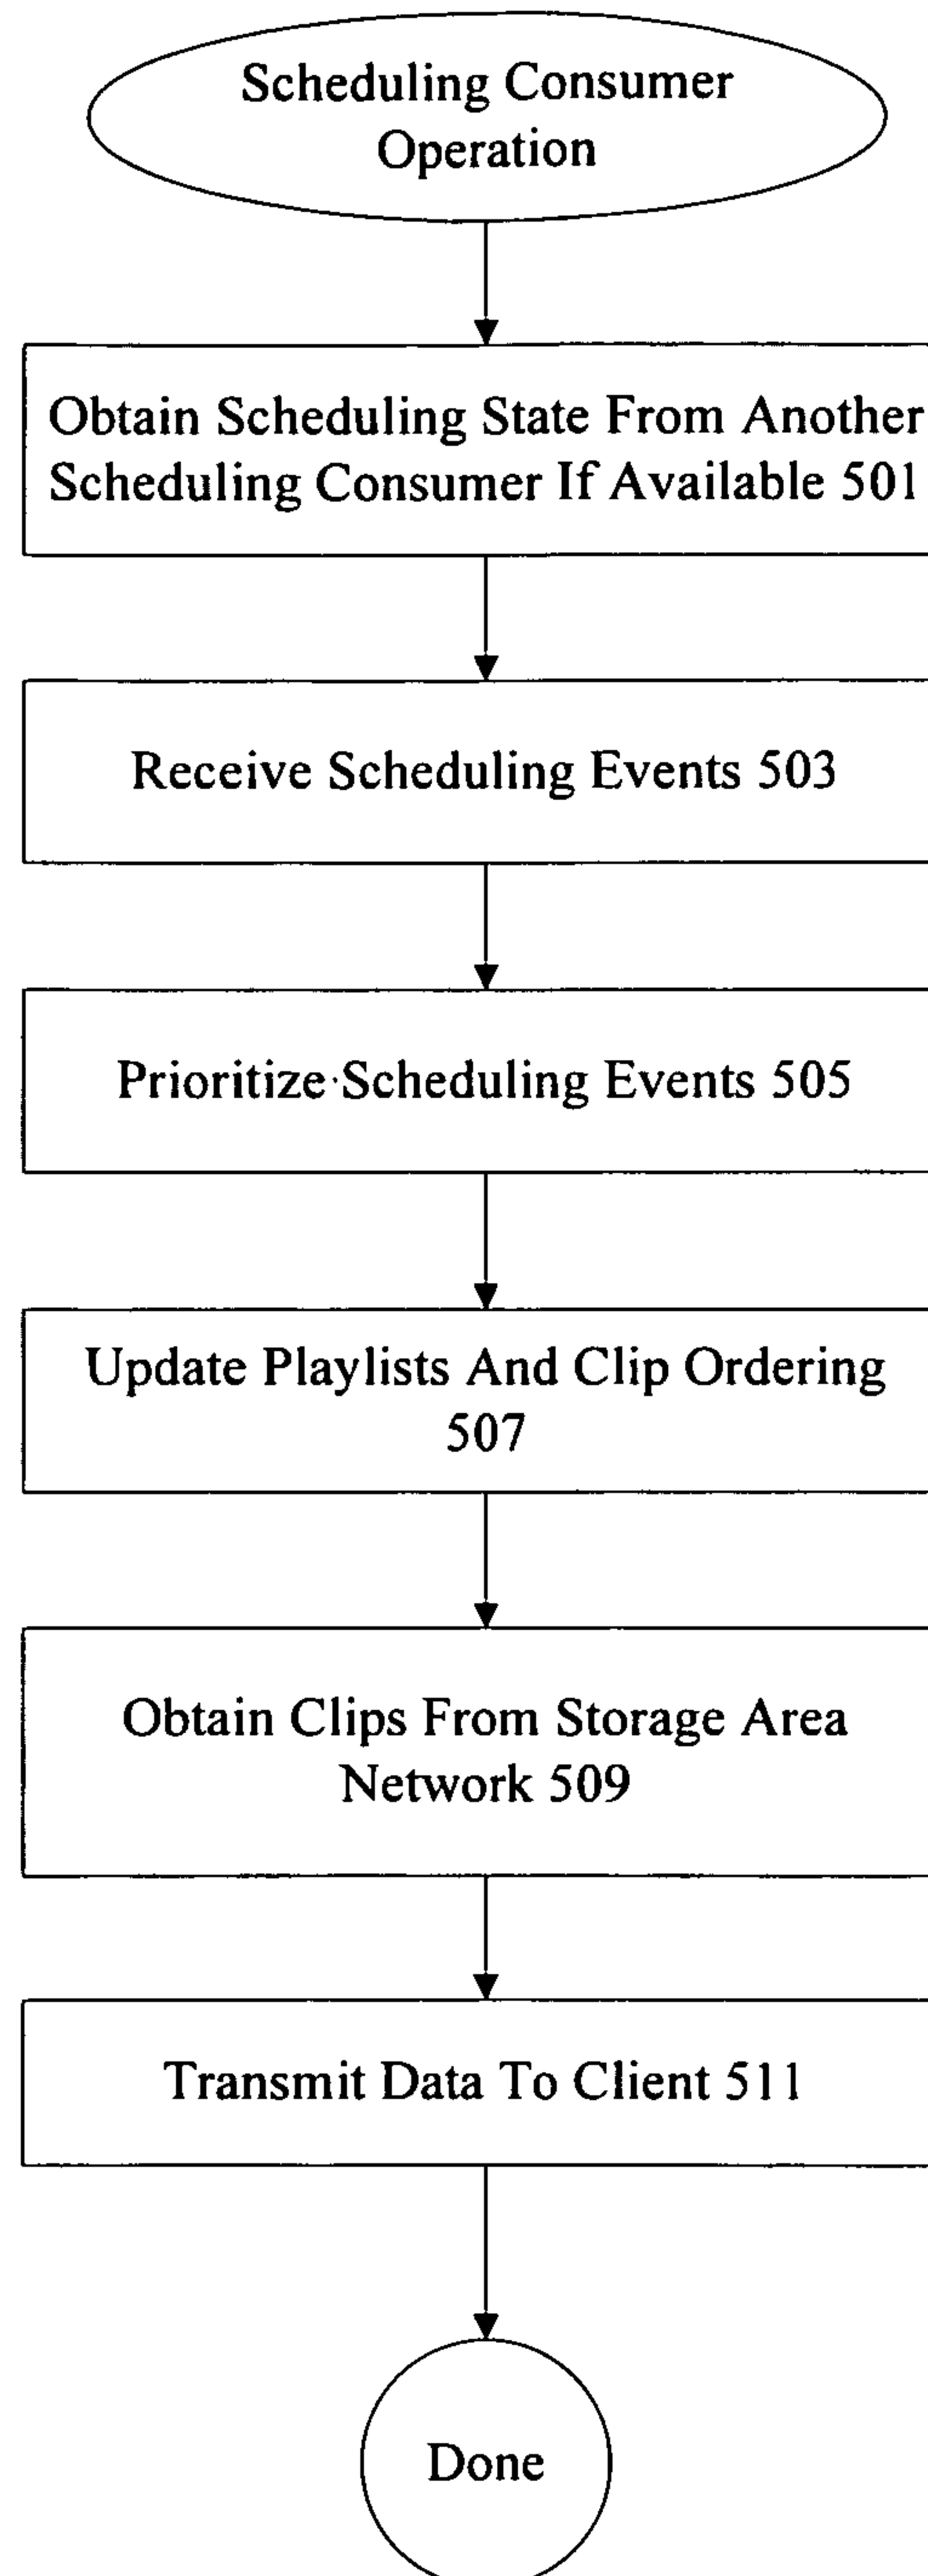 Scheduling Consumer
Operation
Obtain Scheduling State From Another
Scheduling Consumer If Available 501
Receive Scheduling Events 503
Prioritize Scheduling Events 505
Update Playlists And Clip Ordering
507
Obtain Clips From Storage Area
Network 509
Transmit Data To Client 511
Done